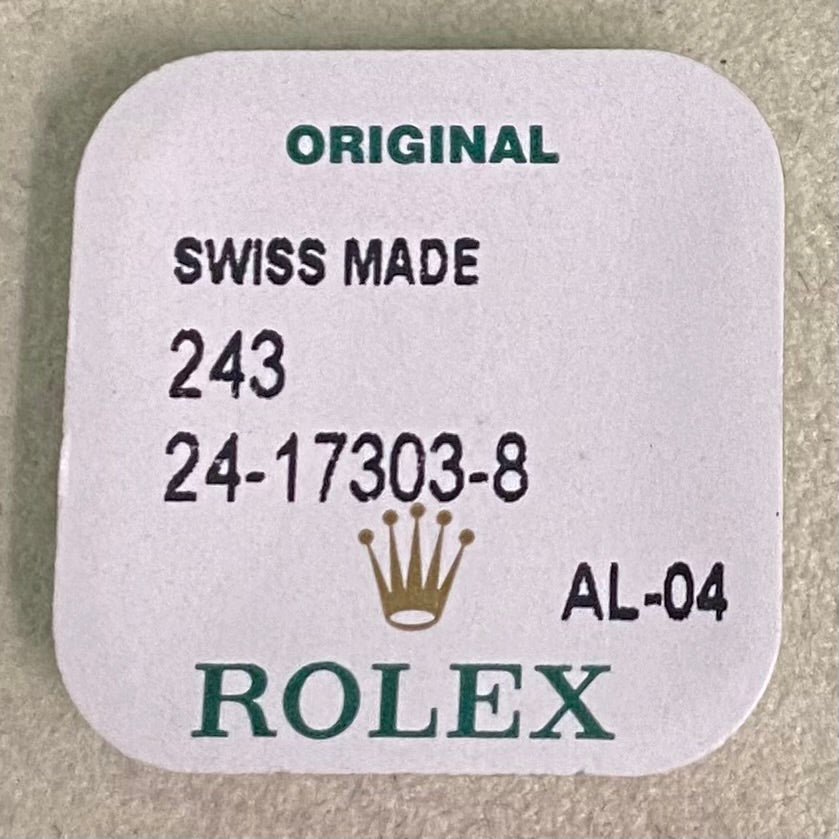 ORIGINAL
SWISS MADE
243
24-17303-8
AL-04
ROLEX